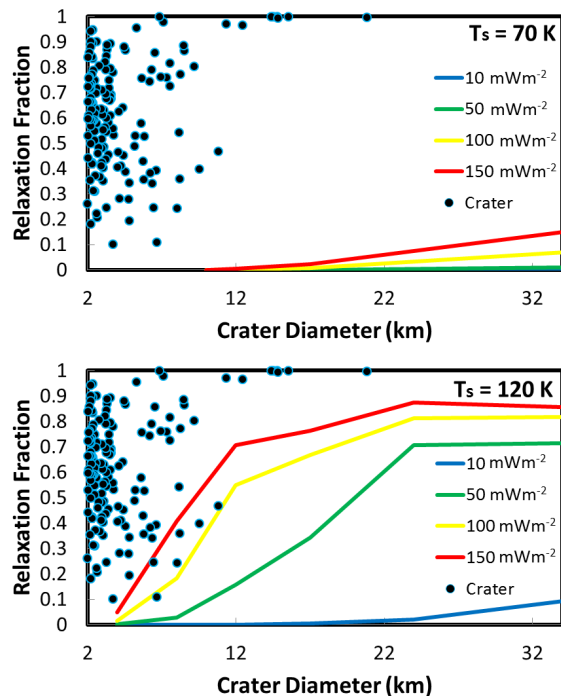 Tₛ = 70 K
Relaxation Fraction
1
0.9
0.8
0.7
0.6
0.5
0.4
0.3
0.2
0.1
0
10 mWm⁻²
50 mWm⁻²
100 mWm⁻²
150 mWm⁻²
Crater
2 12 22 32
Crater Diameter (km)
Tₛ = 120 K
Relaxation Fraction
1
0.9
0.8
0.7
0.6
0.5
0.4
0.3
0.2
0.1
0
10 mWm⁻²
50 mWm⁻²
100 mWm⁻²
150 mWm⁻²
Crater
2 12 22 32
Crater Diameter (km)